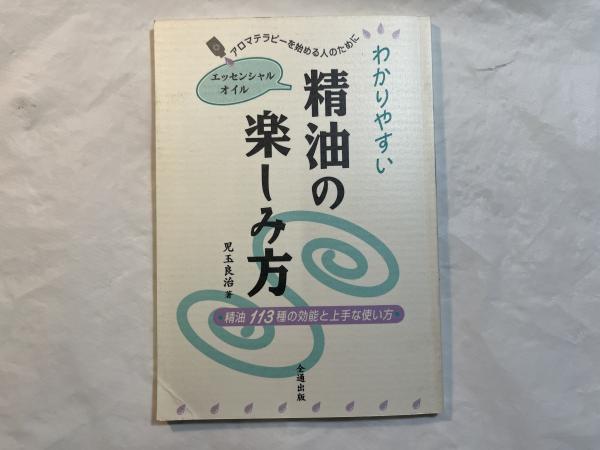 アロマテラピーを始める人のために
わかりやすい
エッセンシャル
オイル
精油の
楽しみ方
児玉良治 著
精油113種の効能と上手な使い方
全通出版